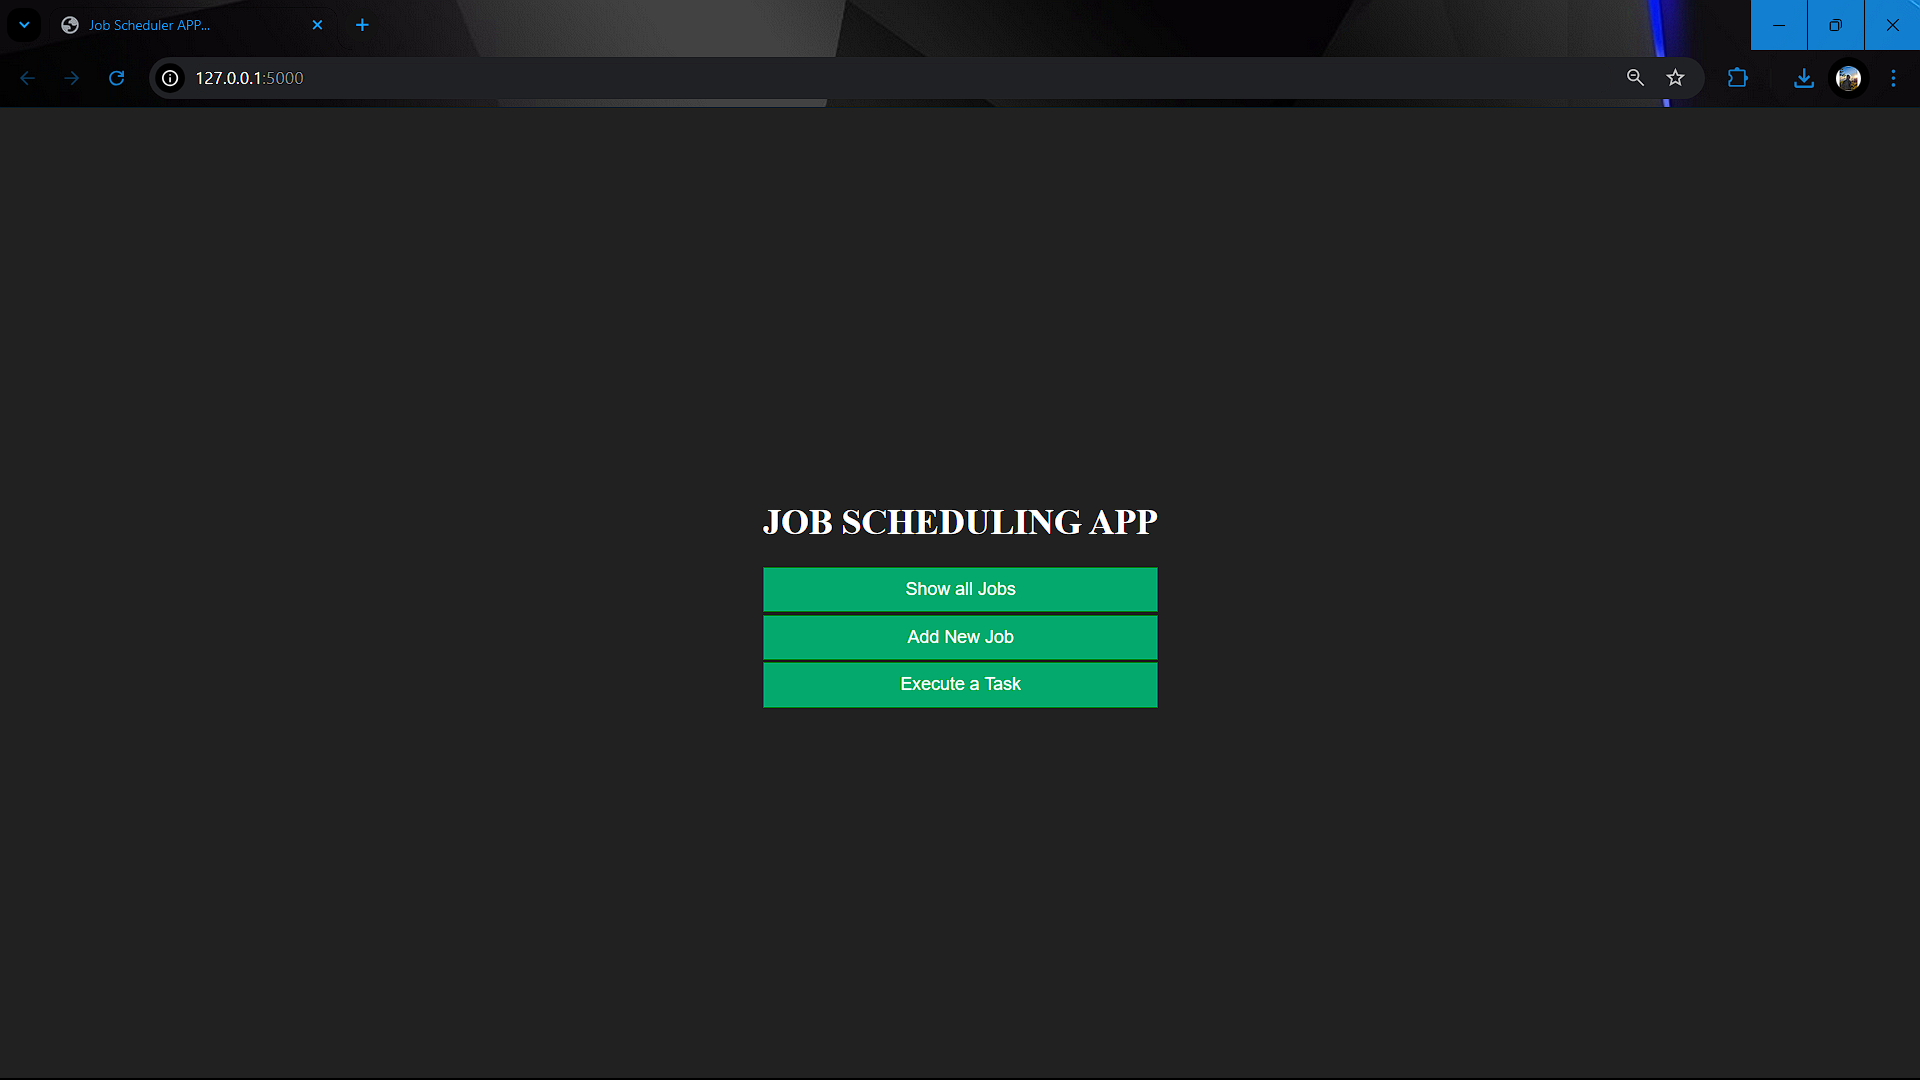 Job Scheduler APP...
127.0.0.1:5000
JOB SCHEDULING APP
Show all Jobs
Add New Job
Execute a Task